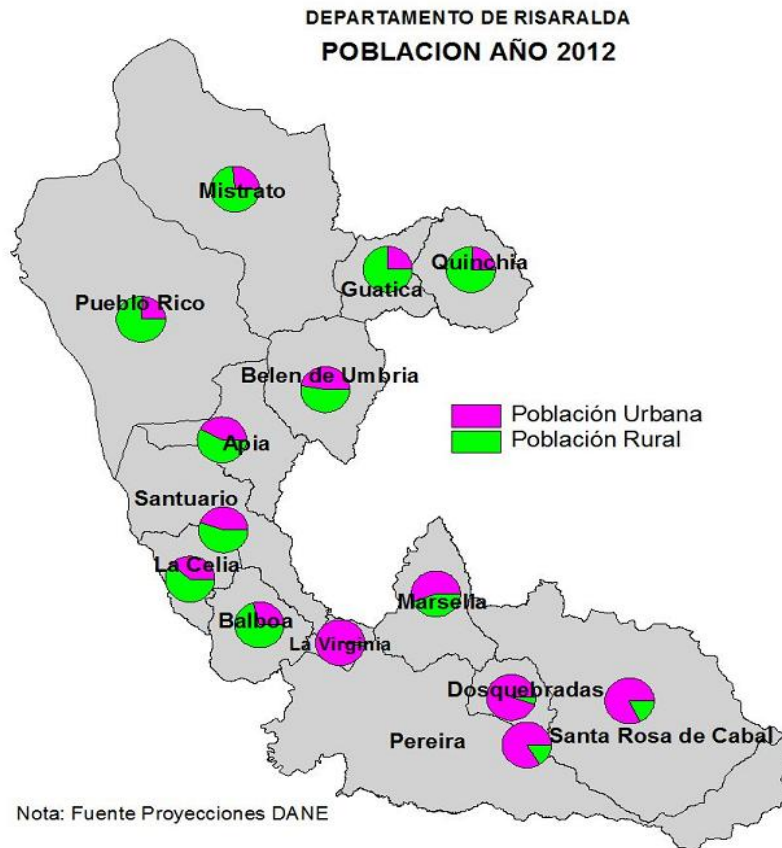 DEPARTAMENTO DE RISARALDA
POBLACION AÑO 2012
Mistrato
Guatica
Quinchia
Pueblo Rico
Belen de Umbria
Población Urbana
Población Rural
Apia
Santuario
La Celia
Marsella
Balboa
La Virginia
Dosquebradas
Pereira
Santa Rosa de Cabal
Nota: Fuente Proyecciones DANE